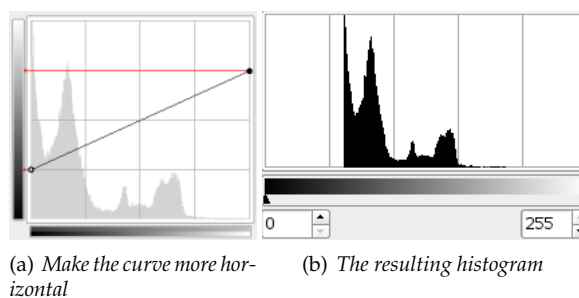 0
255
(a) Make the curve more hor-
izontal
(b) The resulting histogram